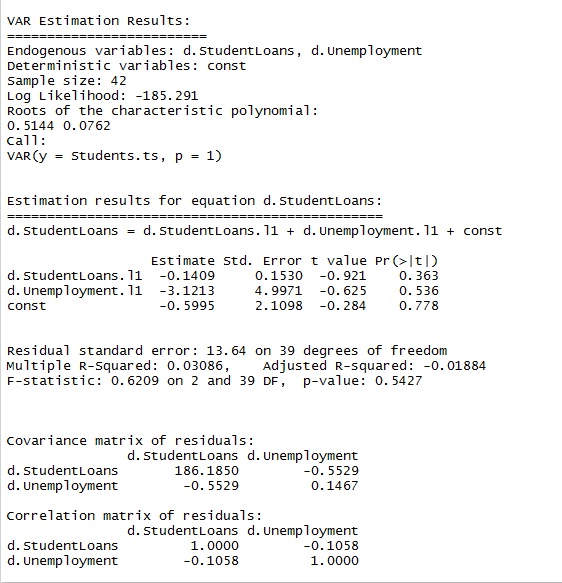 VAR Estimation Results:
=========================
Endogenous variables: d.StudentLoans, d.Unemployment
Deterministic variables: const
Sample size: 42
Log Likelihood: -185.291
Roots of the characteristic polynomial:
0.5144 0.0762
Call:
VAR(y = Students.ts, p = 1)
Estimation results for equation d.StudentLoans:
===============================================
d.StudentLoans = d.StudentLoans.l1 + d.Unemployment.l1 + const
Estimate Std. Error t value Pr(>|t|)
d.StudentLoans.l1 -0.1409 0.1530 -0.921 0.363
d.Unemployment.l1 -3.1213 4.9971 -0.625 0.536
const -0.5995 2.1098 -0.284 0.778
Residual standard error: 13.64 on 39 degrees of freedom
Multiple R-Squared: 0.03086, Adjusted R-squared: -0.01884
F-statistic: 0.6209 on 2 and 39 DF, p-value: 0.5427
Covariance matrix of residuals:
d.StudentLoans d.Unemployment
d.StudentLoans 186.1850 -0.5529
d.Unemployment -0.5529 0.1467
Correlation matrix of residuals:
d.StudentLoans d.Unemployment
d.StudentLoans 1.0000 -0.1058
d.Unemployment -0.1058 1.0000